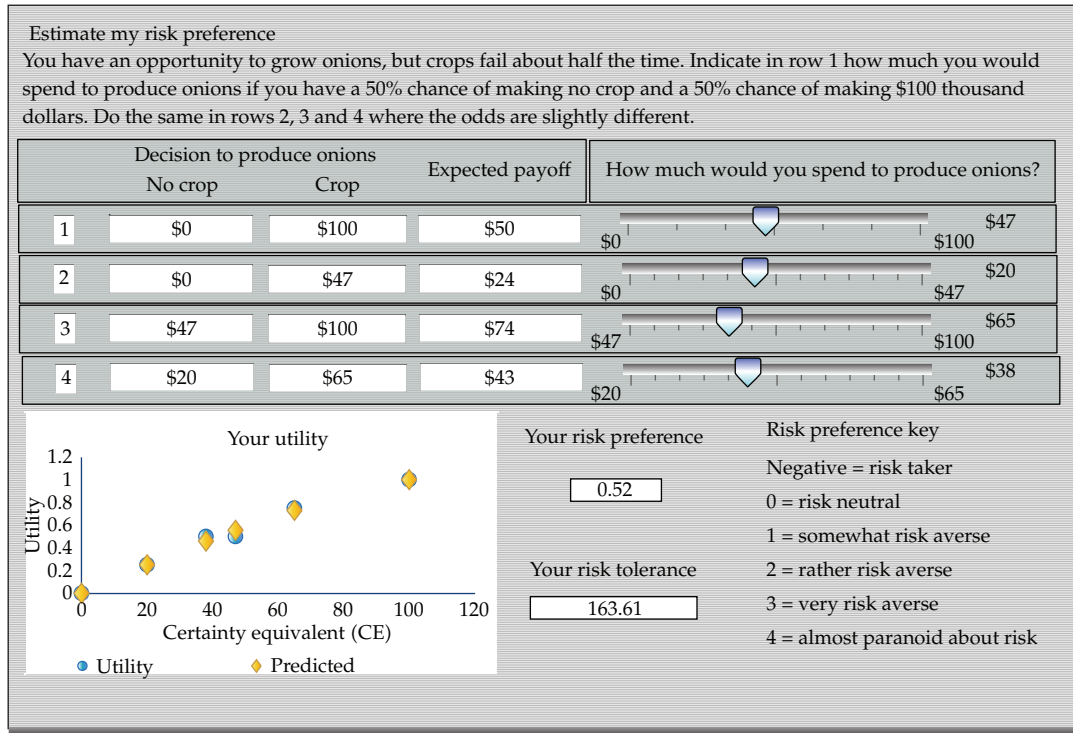 Estimate my risk preference
You have an opportunity to grow onions, but crops fail about half the time. Indicate in row 1 how much you would
spend to produce onions if you have a 50% chance of making no crop and a 50% chance of making $100 thousand
dollars. Do the same in rows 2, 3 and 4 where the odds are slightly different.
Decision to produce onions
No crop Crop Expected payoff How much would you spend to produce onions?
1 $0 $100 $50 $0 $100 $47
2 $0 $47 $24 $0 $47 $20
3 $47 $100 $74 $47 $100 $65
4 $20 $65 $43 $20 $65 $38
Your utility
Utility
1.2
1
0.8
0.6
0.4
0.2
0
0 20 40 60 80 100 120
Certainty equivalent (CE)
Utility Predicted
Your risk preference
0.52
Your risk tolerance
163.61
Risk preference key
Negative = risk taker
0 = risk neutral
1 = somewhat risk averse
2 = rather risk averse
3 = very risk averse
4 = almost paranoid about risk